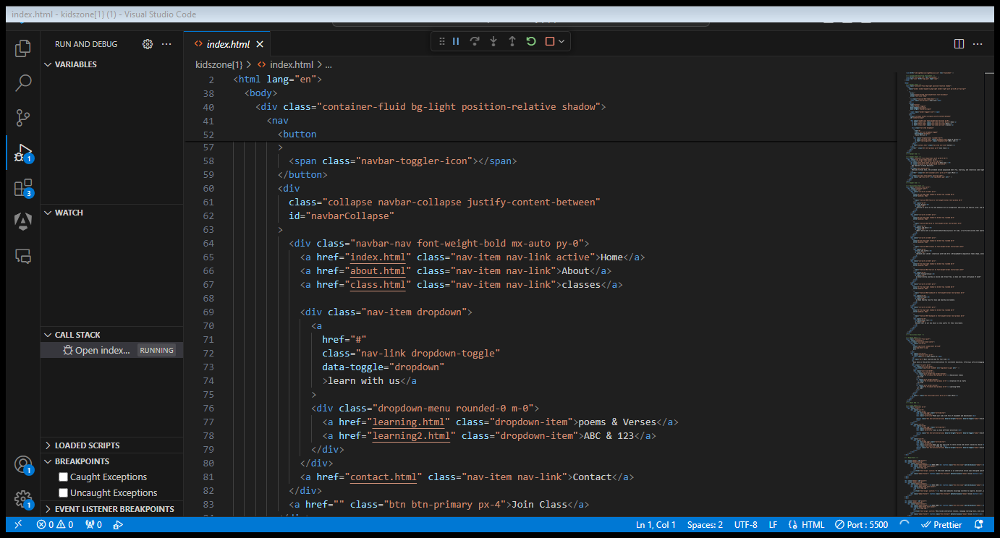 index.html - kidszone[1] (1) - Visual Studio Code
RUN AND DEBUG
index.html
VARIABLES
kidszone[1] > index.html > ...
2 <html lang="en">
38 <body>
40 <div class="container-fluid bg-light position-relative shadow">
41 <nav
52 <button
57 >
58 <span class="navbar-toggler-icon"></span>
59 </button>
60 <div
61 class="collapse navbar-collapse justify-content-between"
62 id="navbarCollapse"
63 >
64 <div class="navbar-nav font-weight-bold mx-auto py-0">
65 <a href="index.html" class="nav-item nav-link active">Home</a>
66 <a href="about.html" class="nav-item nav-link">About</a>
67 <a href="class.html" class="nav-item nav-link">classes</a>
68
69 <div class="nav-item dropdown">
70 <a
71 href="#"
72 class="nav-link dropdown-toggle"
73 data-toggle="dropdown"
74 >learn with us</a
75 >
76 <div class="dropdown-menu rounded-0 m-0">
77 <a href="learning.html" class="dropdown-item">poems & Verses</a>
78 <a href="learning2.html" class="dropdown-item">ABC & 123</a>
79 </div>
80 </div>
81 <a href="contact.html" class="nav-item nav-link">Contact</a>
82 </div>
83 <a href="" class="btn btn-primary px-4">Join Class</a>
WATCH
CALL STACK
Open index... RUNNING
LOADED SCRIPTS
BREAKPOINTS
Caught Exceptions
Uncaught Exceptions
EVENT LISTENER BREAKPOINTS
1
3
1
1
0 0 0 Ln 1, Col 1 Spaces: 2 UTF-8 LF HTML Port : 5500 Prettier